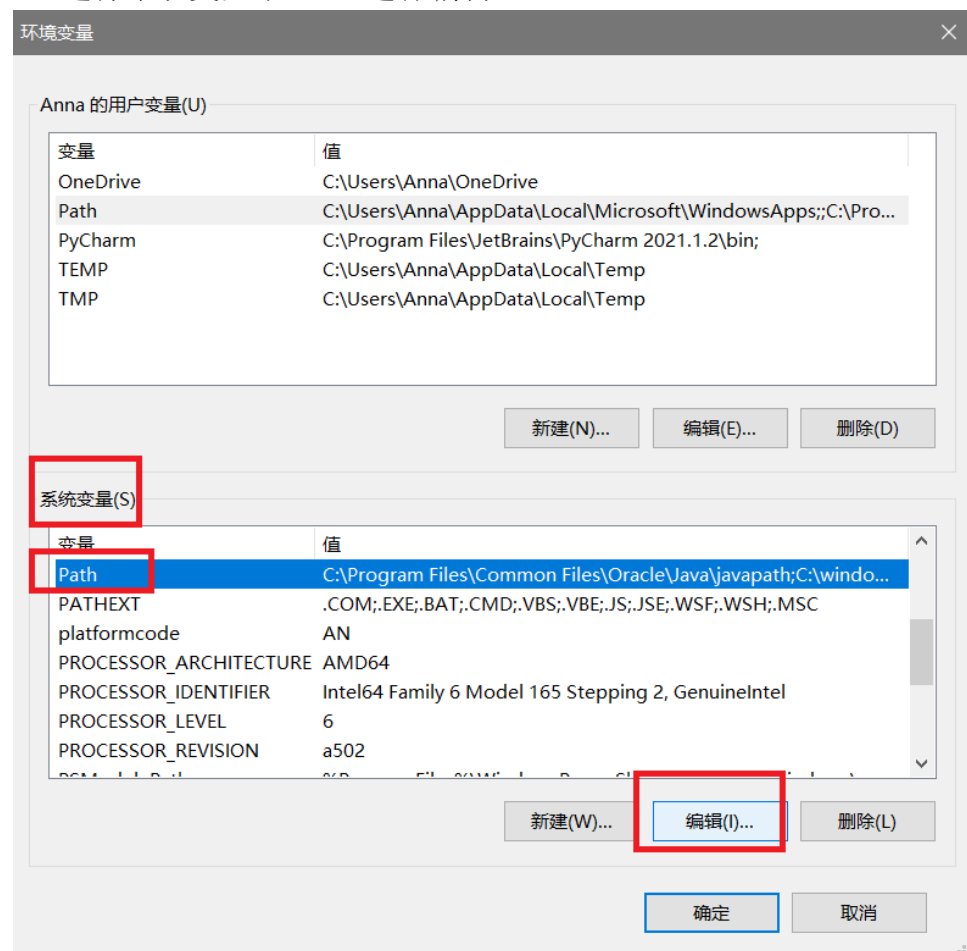 环境变量
Anna 的用户变量(U)
变量 值
OneDrive C:\Users\Anna\OneDrive
Path C:\Users\Anna\AppData\Local\Microsoft\WindowsApps;;C:\Pro...
PyCharm C:\Program Files\JetBrains\PyCharm 2021.1.2\bin;
TEMP C:\Users\Anna\AppData\Local\Temp
TMP C:\Users\Anna\AppData\Local\Temp
新建(N)... 编辑(E)... 删除(D)
系统变量(S)
变量 值
Path C:\Program Files\Common Files\Oracle\Java\javapath;C:\windo...
PATHEXT .COM;.EXE;.BAT;.CMD;.VBS;.VBE;.JS;.JSE;.WSF;.WSH;.MSC
platformcode AN
PROCESSOR_ARCHITECTURE AMD64
PROCESSOR_IDENTIFIER Intel64 Family 6 Model 165 Stepping 2, GenuineIntel
PROCESSOR_LEVEL 6
PROCESSOR_REVISION a502
新建(W)... 编辑(I)... 删除(L)
确定 取消